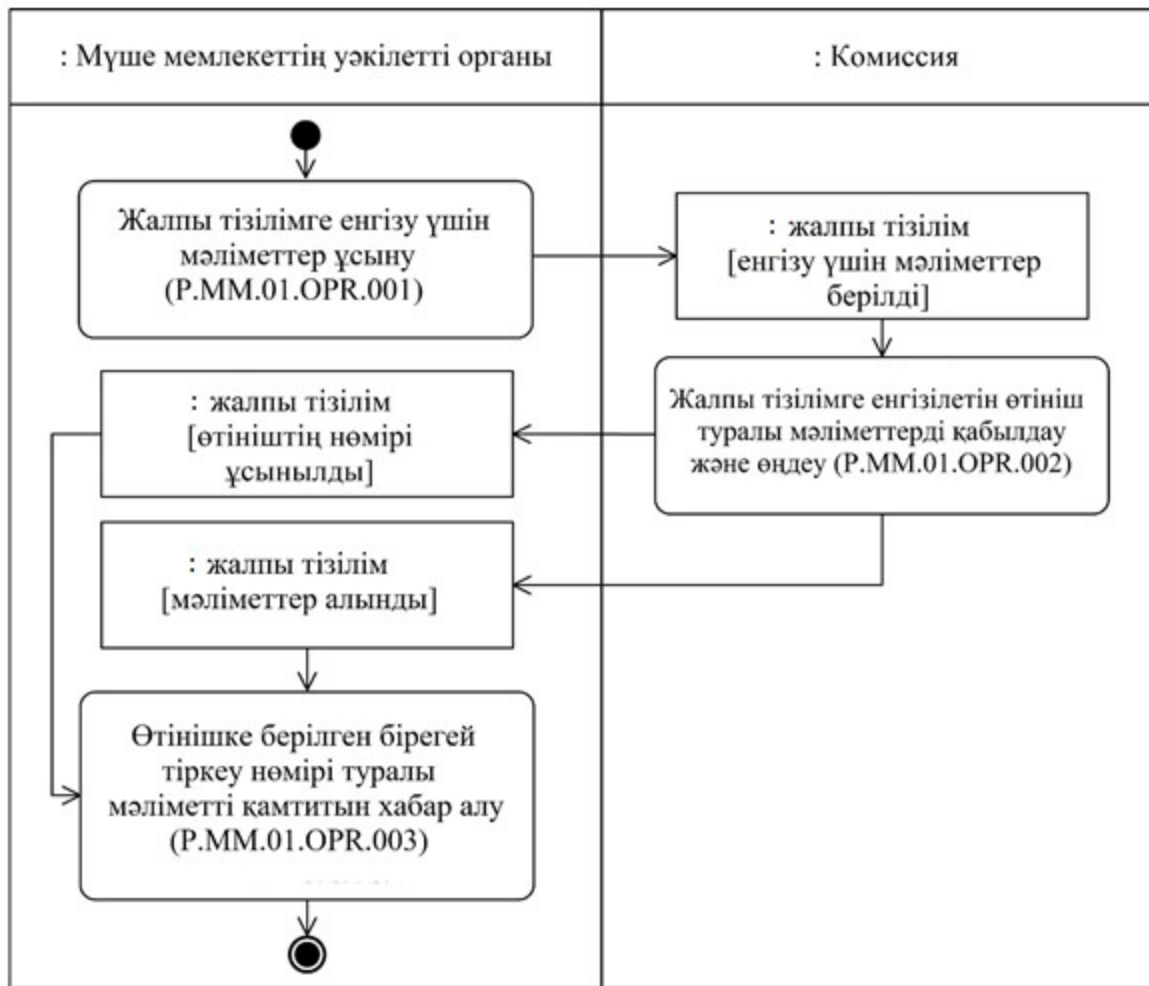 : Мүше мемлекеттің уәкілетті органы
: Комиссия
Жалпы тізілімге енгізу үшін
мәліметтер ұсыну
(P.MM.01.OPR.001)
: жалпы тізілім
[енгізу үшін мәліметтер
берілді]
Жалпы тізілімге енгізілетін өтініш
туралы мәліметтерді қабылдау
және өңдеу (P.MM.01.OPR.002)
: жалпы тізілім
[өтініштің нөмірі
ұсынылды]
: жалпы тізілім
[мәліметтер алынды]
Өтінішке берілген бірегей
тіркеу нөмірі туралы
мәліметті қамтитын хабар алу
(P.MM.01.OPR.003)